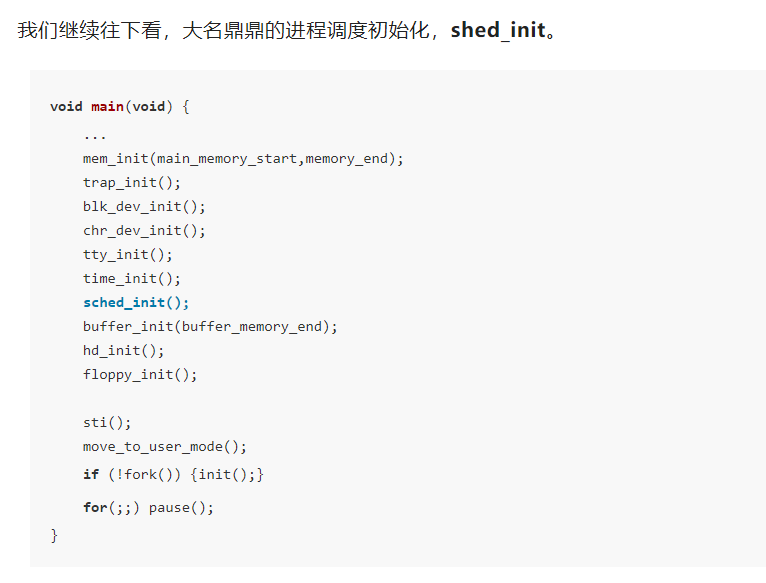 我们继续往下看，大名鼎鼎的进程调度初始化，shed_init。
void main(void) {
    ...
    mem_init(main_memory_start,memory_end);
    trap_init();
    blk_dev_init();
    chr_dev_init();
    tty_init();
    time_init();
    sched_init();
    buffer_init(buffer_memory_end);
    hd_init();
    floppy_init();

    sti();
    move_to_user_mode();
    if (!fork()) {init();}
    for(;;) pause();
}